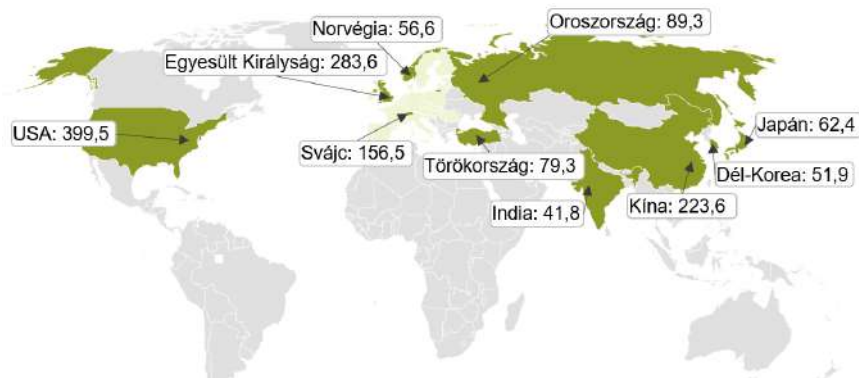 Norvégia: 56,6
Oroszország: 89,3
Egyesült Királyság: 283,6
USA: 399,5
Japán: 62,4
Svájc: 156,5
Törökország: 79,3
Dél-Korea: 51,9
India: 41,8
Kína: 223,6